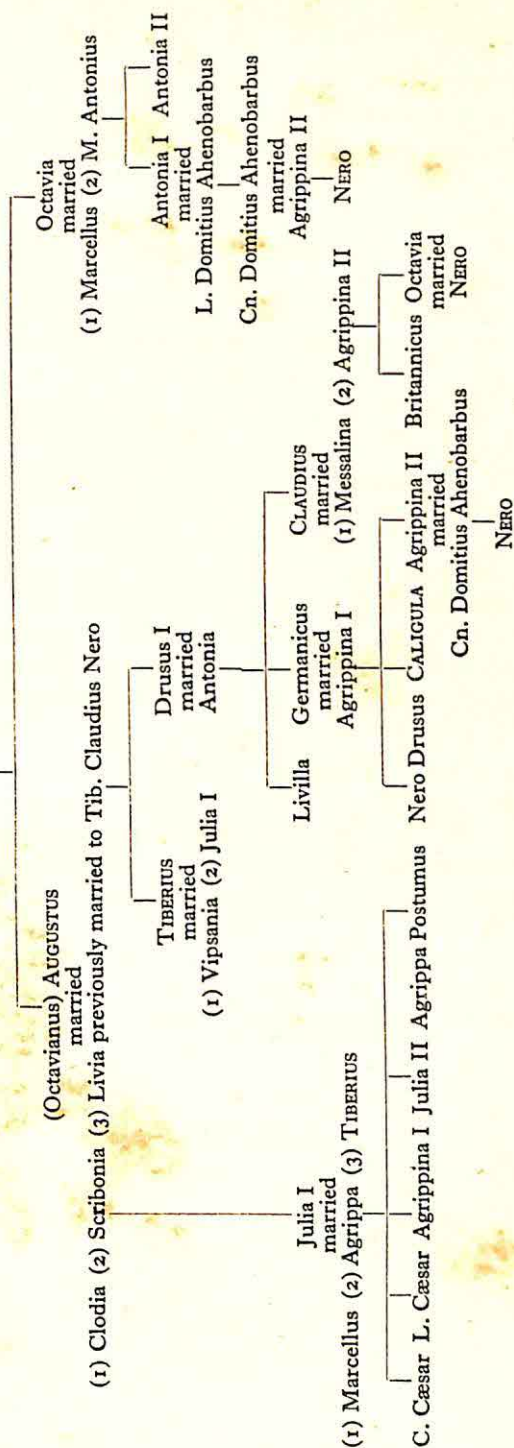 (Octavianus) AUGUSTUS
married
(1) Clodia (2) Scribonia (3) Livia previously married to Tib. Claudius Nero
Octavia
married
(1) Marcellus (2) M. Antonius
Antonia I Antonia II
married
L. Domitius Ahenobarbus
Cn. Domitius Ahenobarbus
married
Agrippina II
NERO
TIBERIUS
married
(1) Vipsania (2) Julia I
Drusus I
married
Antonia
Livilla
Germanicus
married
Agrippina I
CLAUDIUS
married
(1) Messalina (2) Agrippina II
Britannicus Octavia
married
NERO
Julia I
married
(1) Marcellus (2) Agrippa (3) TIBERIUS
C. Cæsar L. Cæsar Agrippina I Julia II Agrippa Postumus
Nero Drusus CALIGULA Agrippina II
married
Cn. Domitius Ahenobarbus
NERO